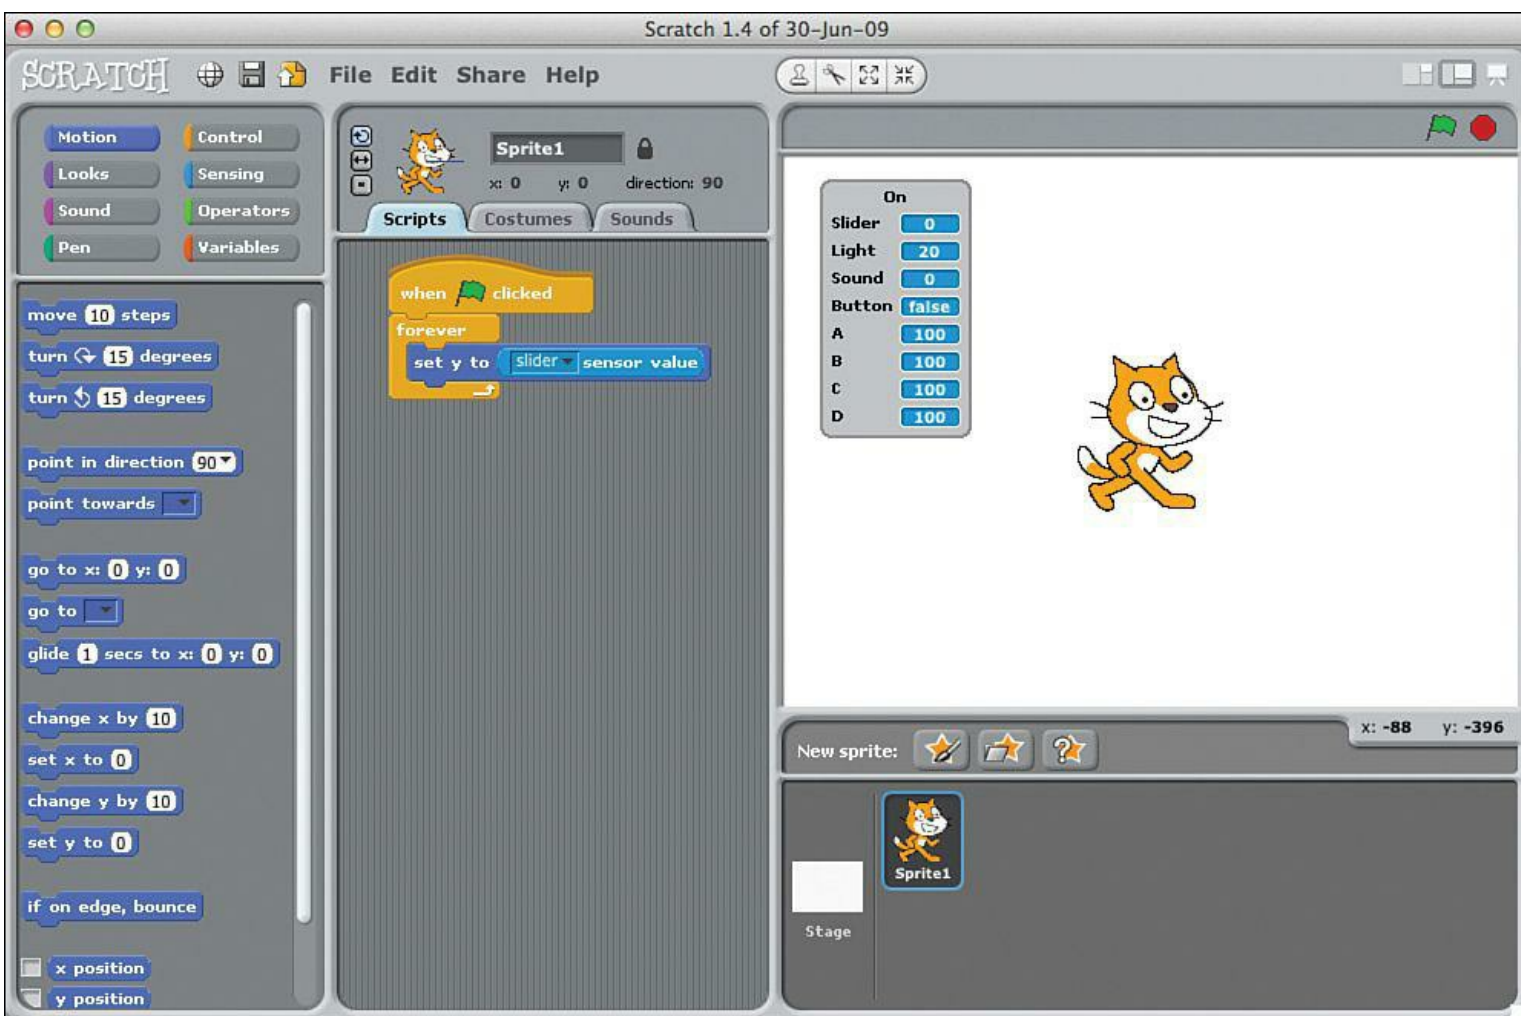 Scratch 1.4 of 30-Jun-09
SCRATCH File Edit Share Help
Motion Control
Looks Sensing
Sound Operators
Pen Variables
move 10 steps
turn 15 degrees
turn 15 degrees
point in direction 90
point towards
go to x: 0 y: 0
go to
glide 1 secs to x: 0 y: 0
change x by 10
set x to 0
change y by 10
set y to 0
if on edge, bounce
x position
y position
Sprite1
x: 0 y: 0 direction: 90
Scripts Costumes Sounds
when clicked
forever
set y to slider sensor value
On
Slider 0
Light 20
Sound 0
Button false
A 100
B 100
C 100
D 100
x: -88 y: -396
New sprite:
Sprite1
Stage